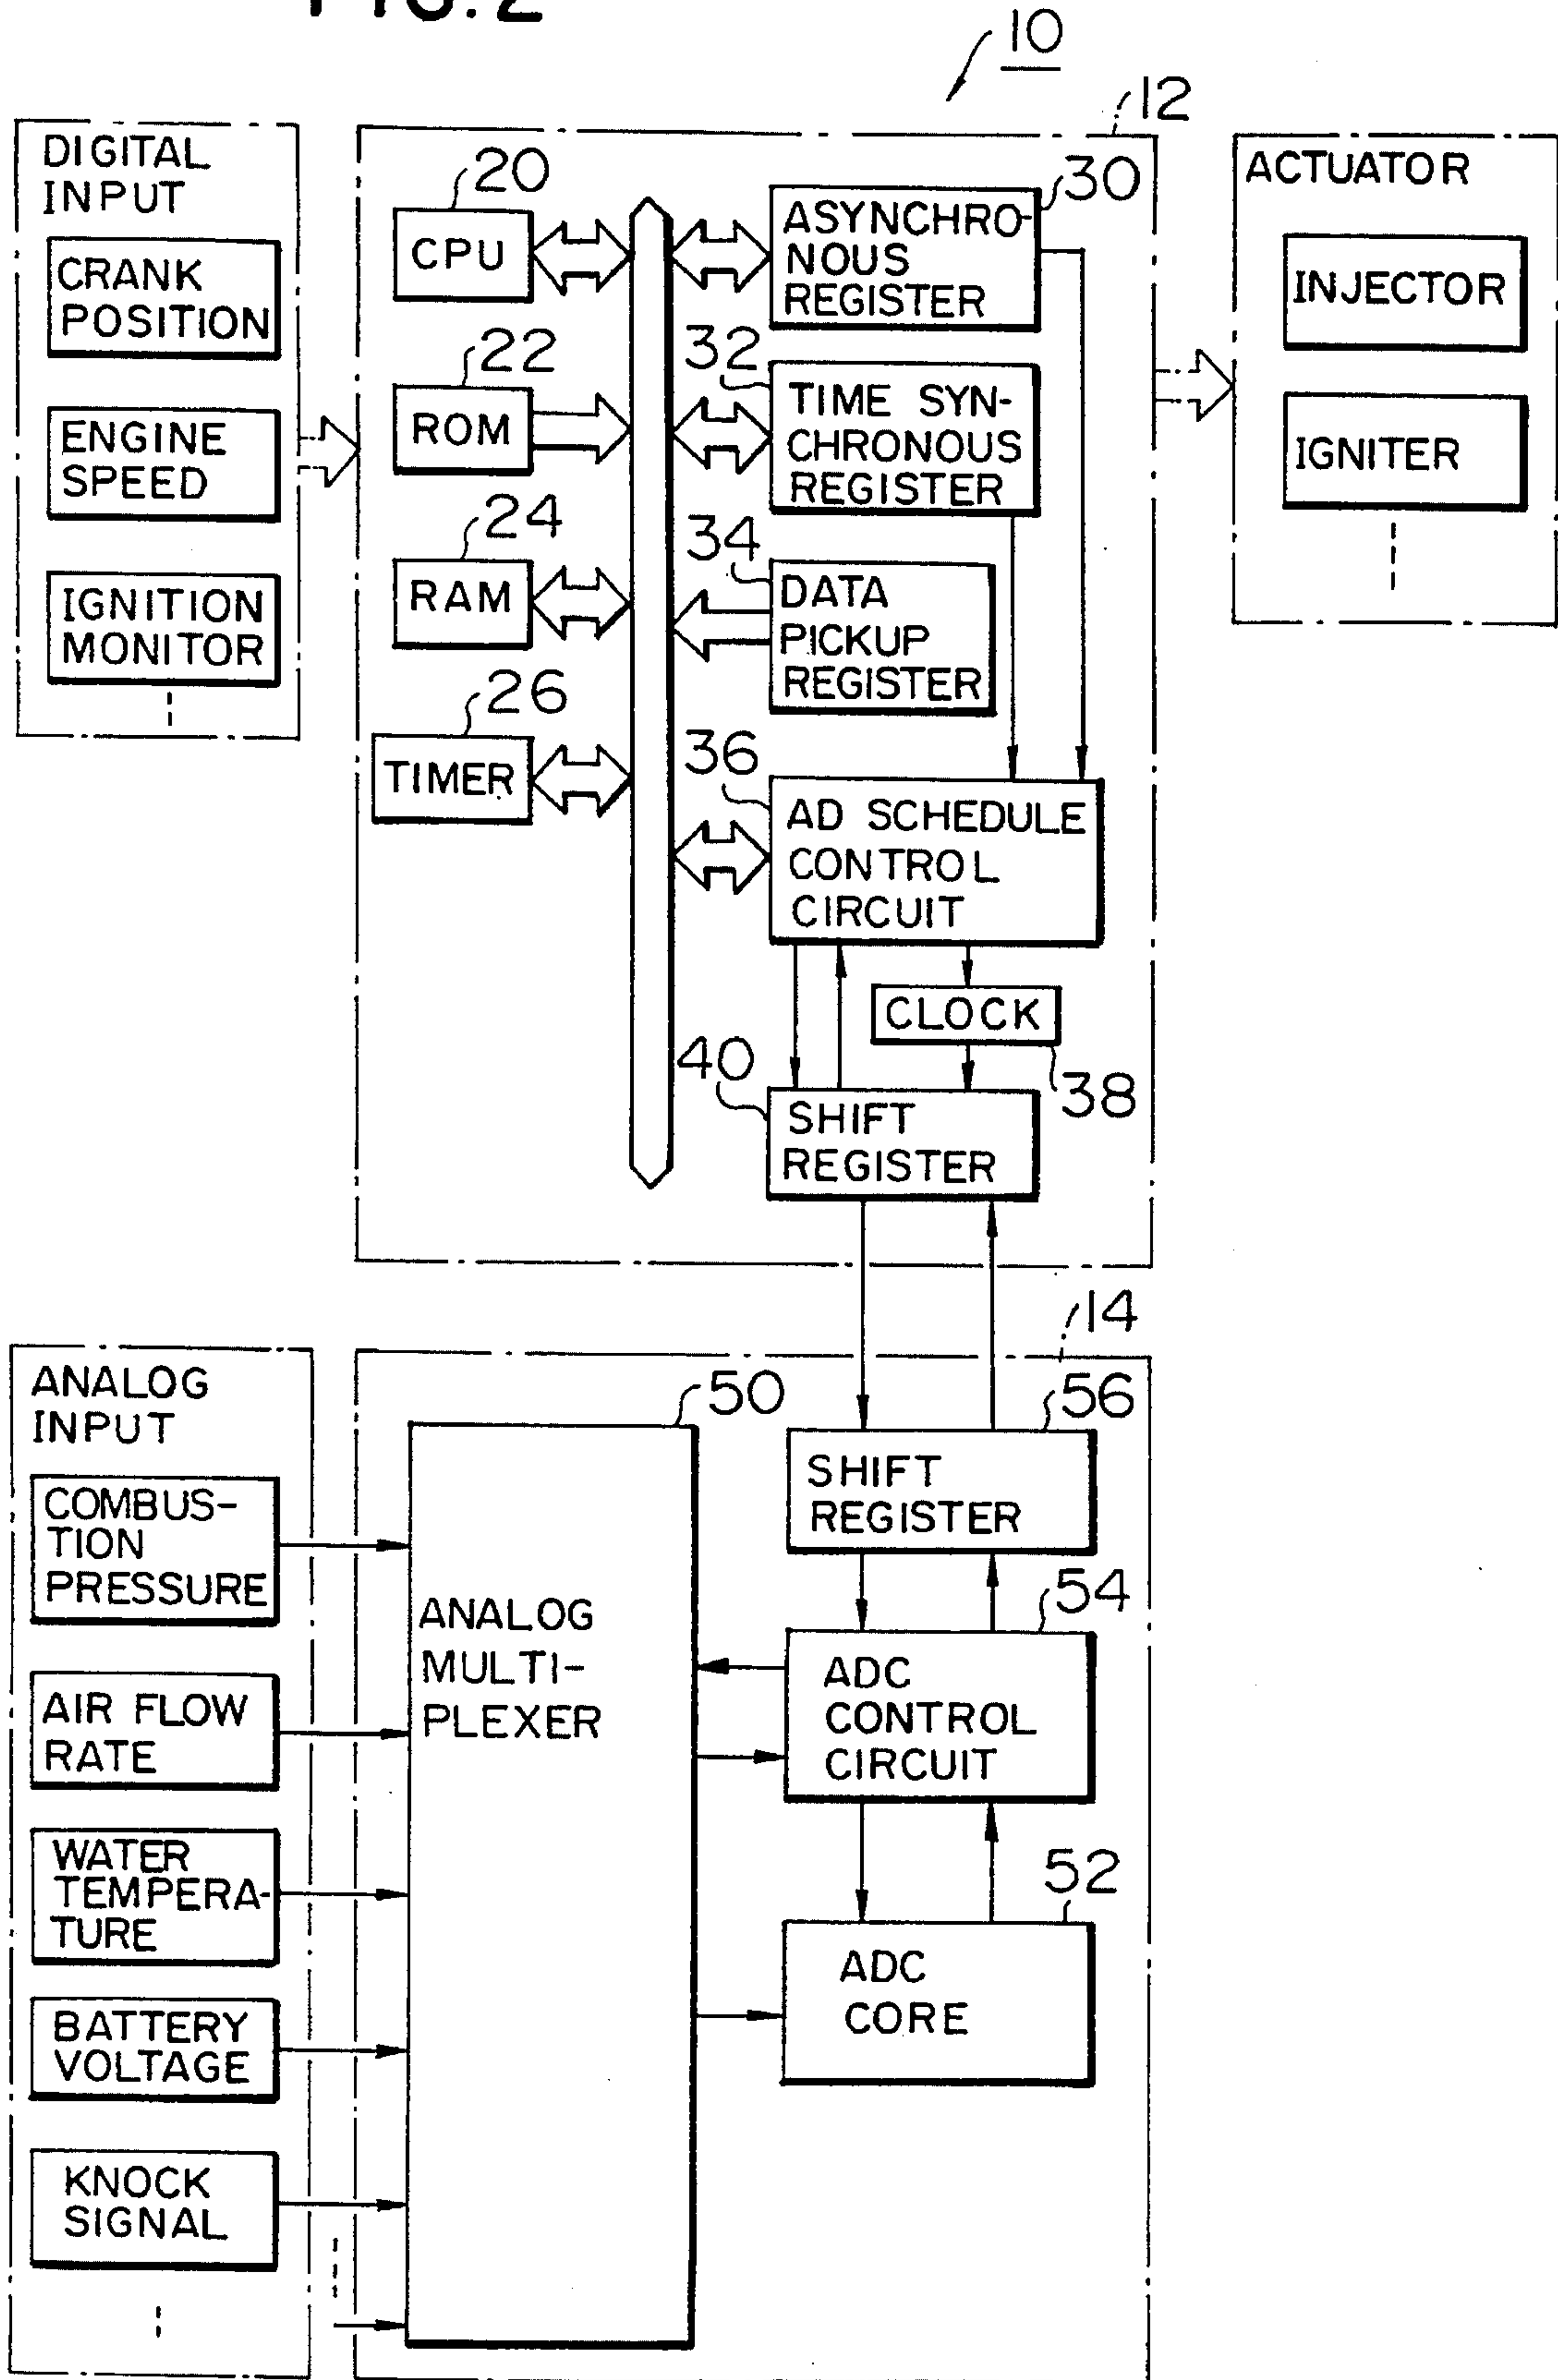 FIG. 2
10
12
DIGITAL
INPUT
CRANK
POSITION
ENGINE
SPEED
IGNITION
MONITOR
20
CPU
22
ROM
24
RAM
26
TIMER
30
ASYNCHRO-
NOUS
REGISTER
32
TIME SYN-
CHRONOUS
REGISTER
34
DATA
PICKUP
REGISTER
36
AD SCHEDULE
CONTROL
CIRCUIT
CLOCK
38
40
SHIFT
REGISTER
ACTUATOR
INJECTOR
IGNITER
14
ANALOG
INPUT
COMBUS-
TION
PRESSURE
AIR FLOW
RATE
WATER
TEMPERA-
TURE
BATTERY
VOLTAGE
KNOCK
SIGNAL
50
ANALOG
MULTI-
PLEXER
56
SHIFT
REGISTER
54
ADC
CONTROL
CIRCUIT
52
ADC
CORE